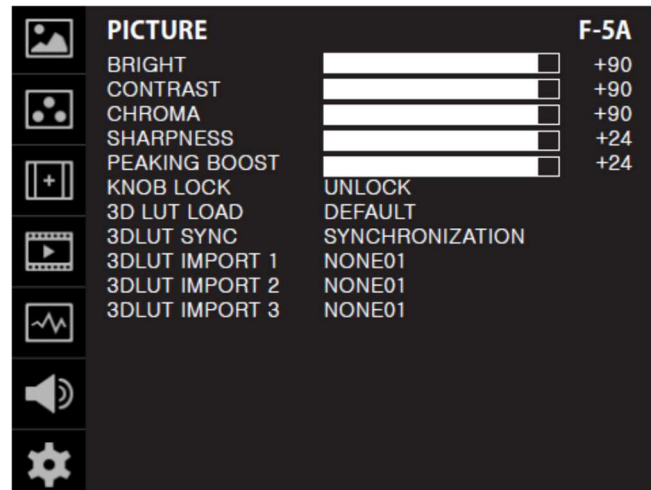 PICTURE F-5A
BRIGHT +90
CONTRAST +90
CHROMA +90
SHARPNESS +24
PEAKING BOOST +24
KNOB LOCK UNLOCK
3D LUT LOAD DEFAULT
3DLUT SYNC SYNCHRONIZATION
3DLUT IMPORT 1 NONE01
3DLUT IMPORT 2 NONE01
3DLUT IMPORT 3 NONE01